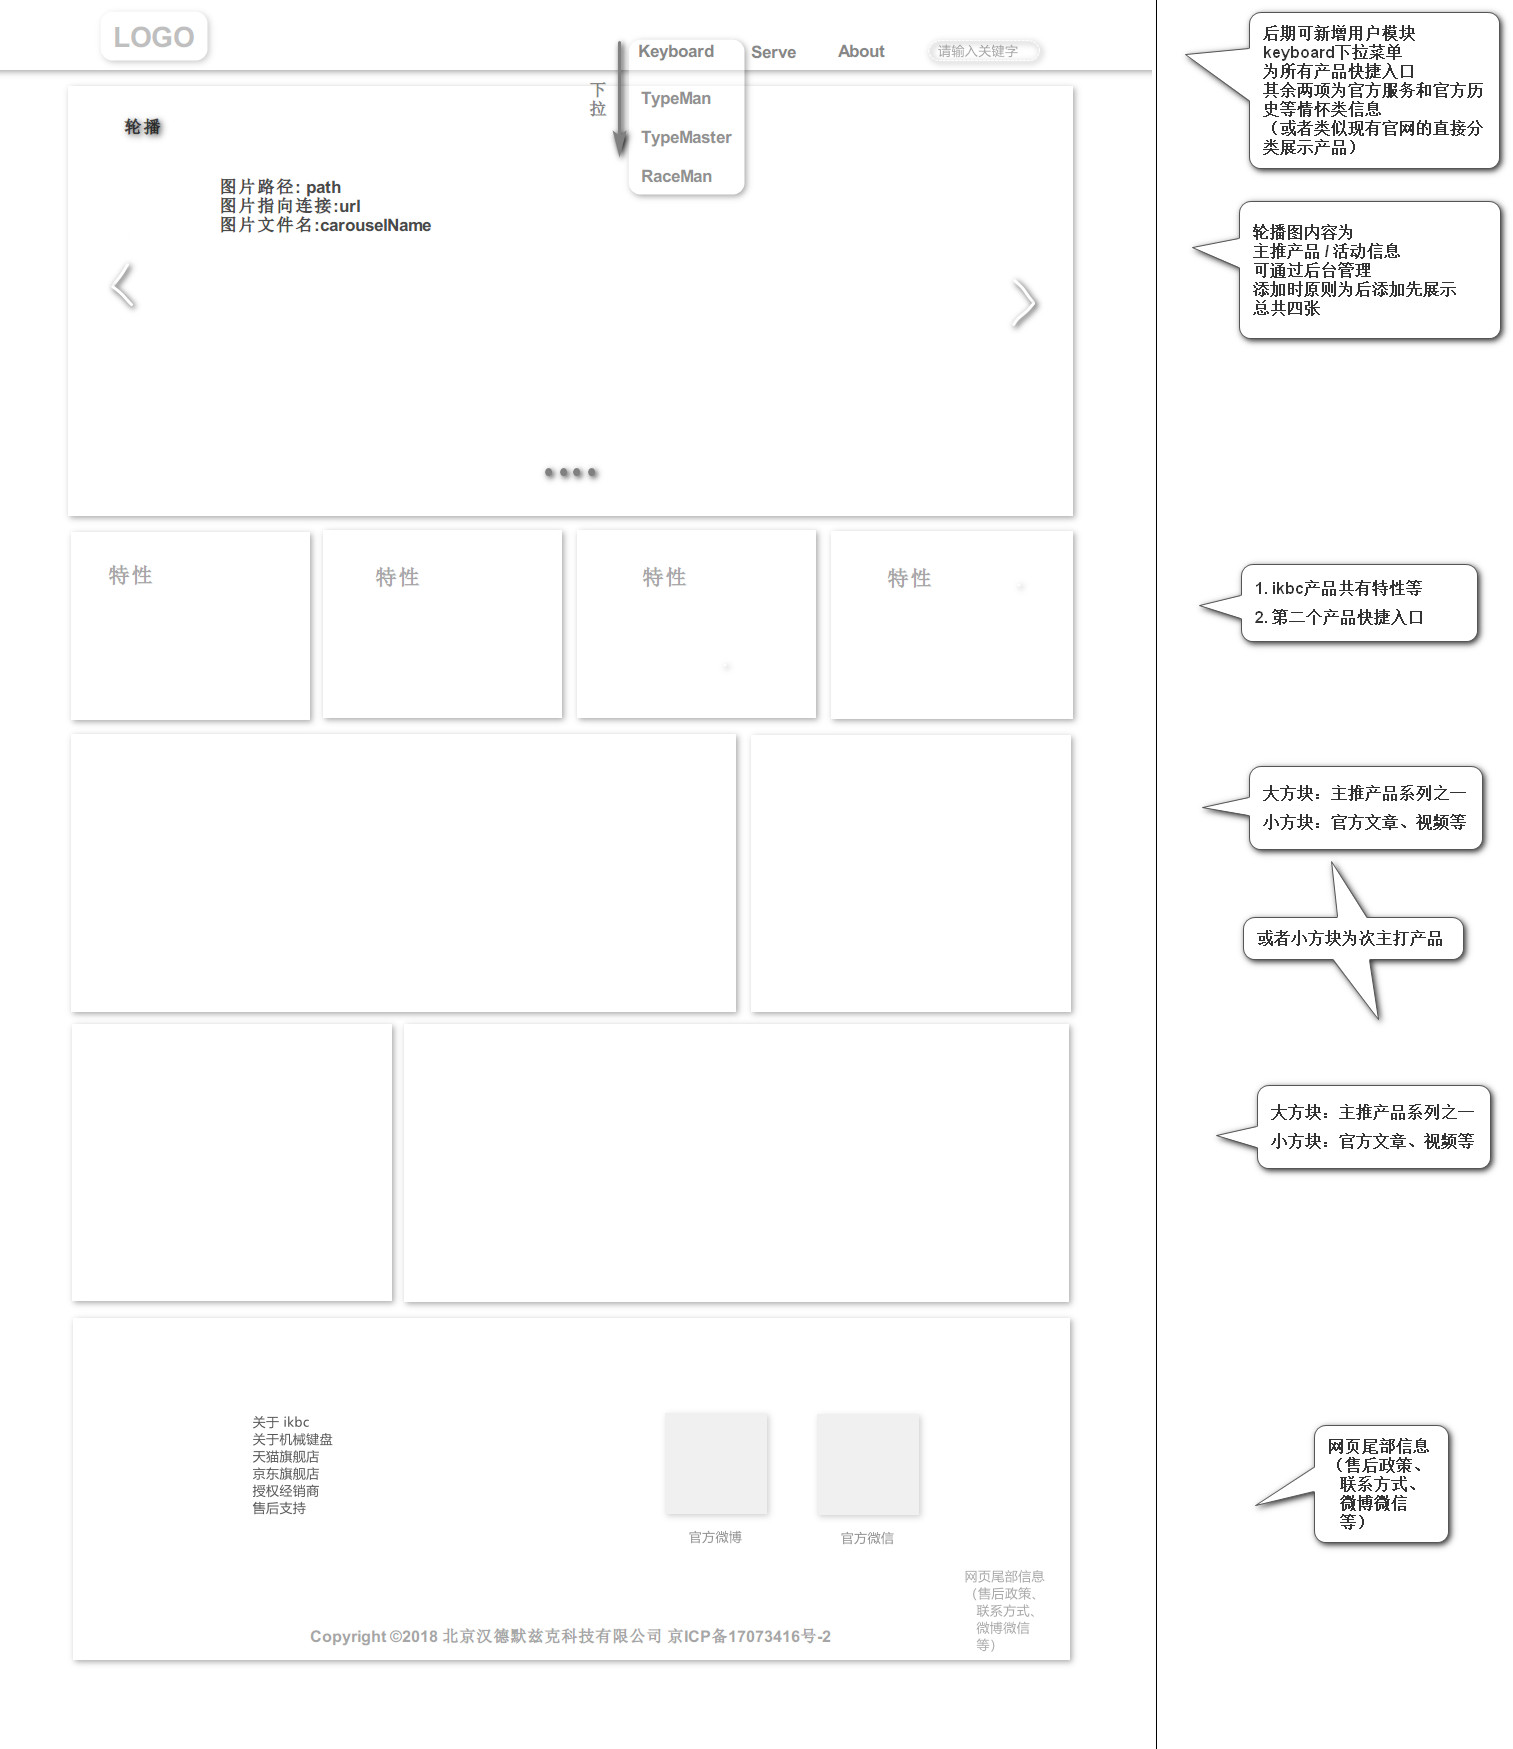 LOGO
Keyboard
Serve
About
请输入关键字
下
拉
TypeMan
TypeMaster
RaceMan
轮播
图片路径: path
图片指向连接:url
图片文件名:carouselName
特性
特性
特性
特性
关于 ikbc
关于机械键盘
天猫旗舰店
京东旗舰店
授权经销商
售后支持
官方微博
官方微信
网页尾部信息
（售后政策、
联系方式、
微博微信
等）
Copyright ©2018 北京汉德默兹克科技有限公司 京ICP备17073416号-2
后期可新增用户模块
keyboard下拉菜单
为所有产品快捷入口
其余两项为官方服务和官方历
史等情怀类信息
（或者类似现有官网的直接分
类展示产品）
轮播图内容为
主推产品 / 活动信息
可通过后台管理
添加时原则为后添加先展示
总共四张
1. ikbc产品共有特性等
2. 第二个产品快捷入口
大方块：主推产品系列之一
小方块：官方文章、视频等
或者小方块为次主打产品
大方块：主推产品系列之一
小方块：官方文章、视频等
网页尾部信息
（售后政策、
联系方式、
微博微信
等）